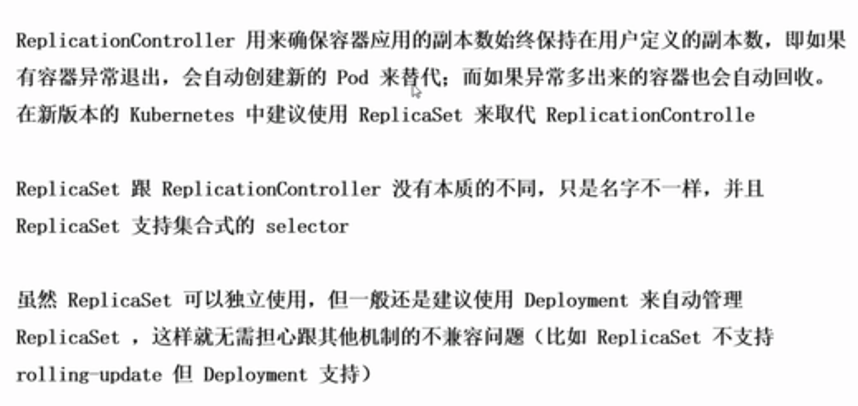 ReplicationController 用来确保容器应用的副本数始终保持在用户定义的副本数，即如果
有容器异常退出，会自动创建新的 Pod 来替代；而如果异常多出来的容器也会自动回收。
在新版本的 Kubernetes 中建议使用 ReplicaSet 来取代 ReplicationControlle
ReplicaSet 跟 ReplicationController 没有本质的不同，只是名字不一样，并且
ReplicaSet 支持集合式的 selector
虽然 ReplicaSet 可以独立使用，但一般还是建议使用 Deployment 来自动管理
ReplicaSet ，这样就无需担心跟其他机制的不兼容问题（比如 ReplicaSet 不支持
rolling-update 但 Deployment 支持）